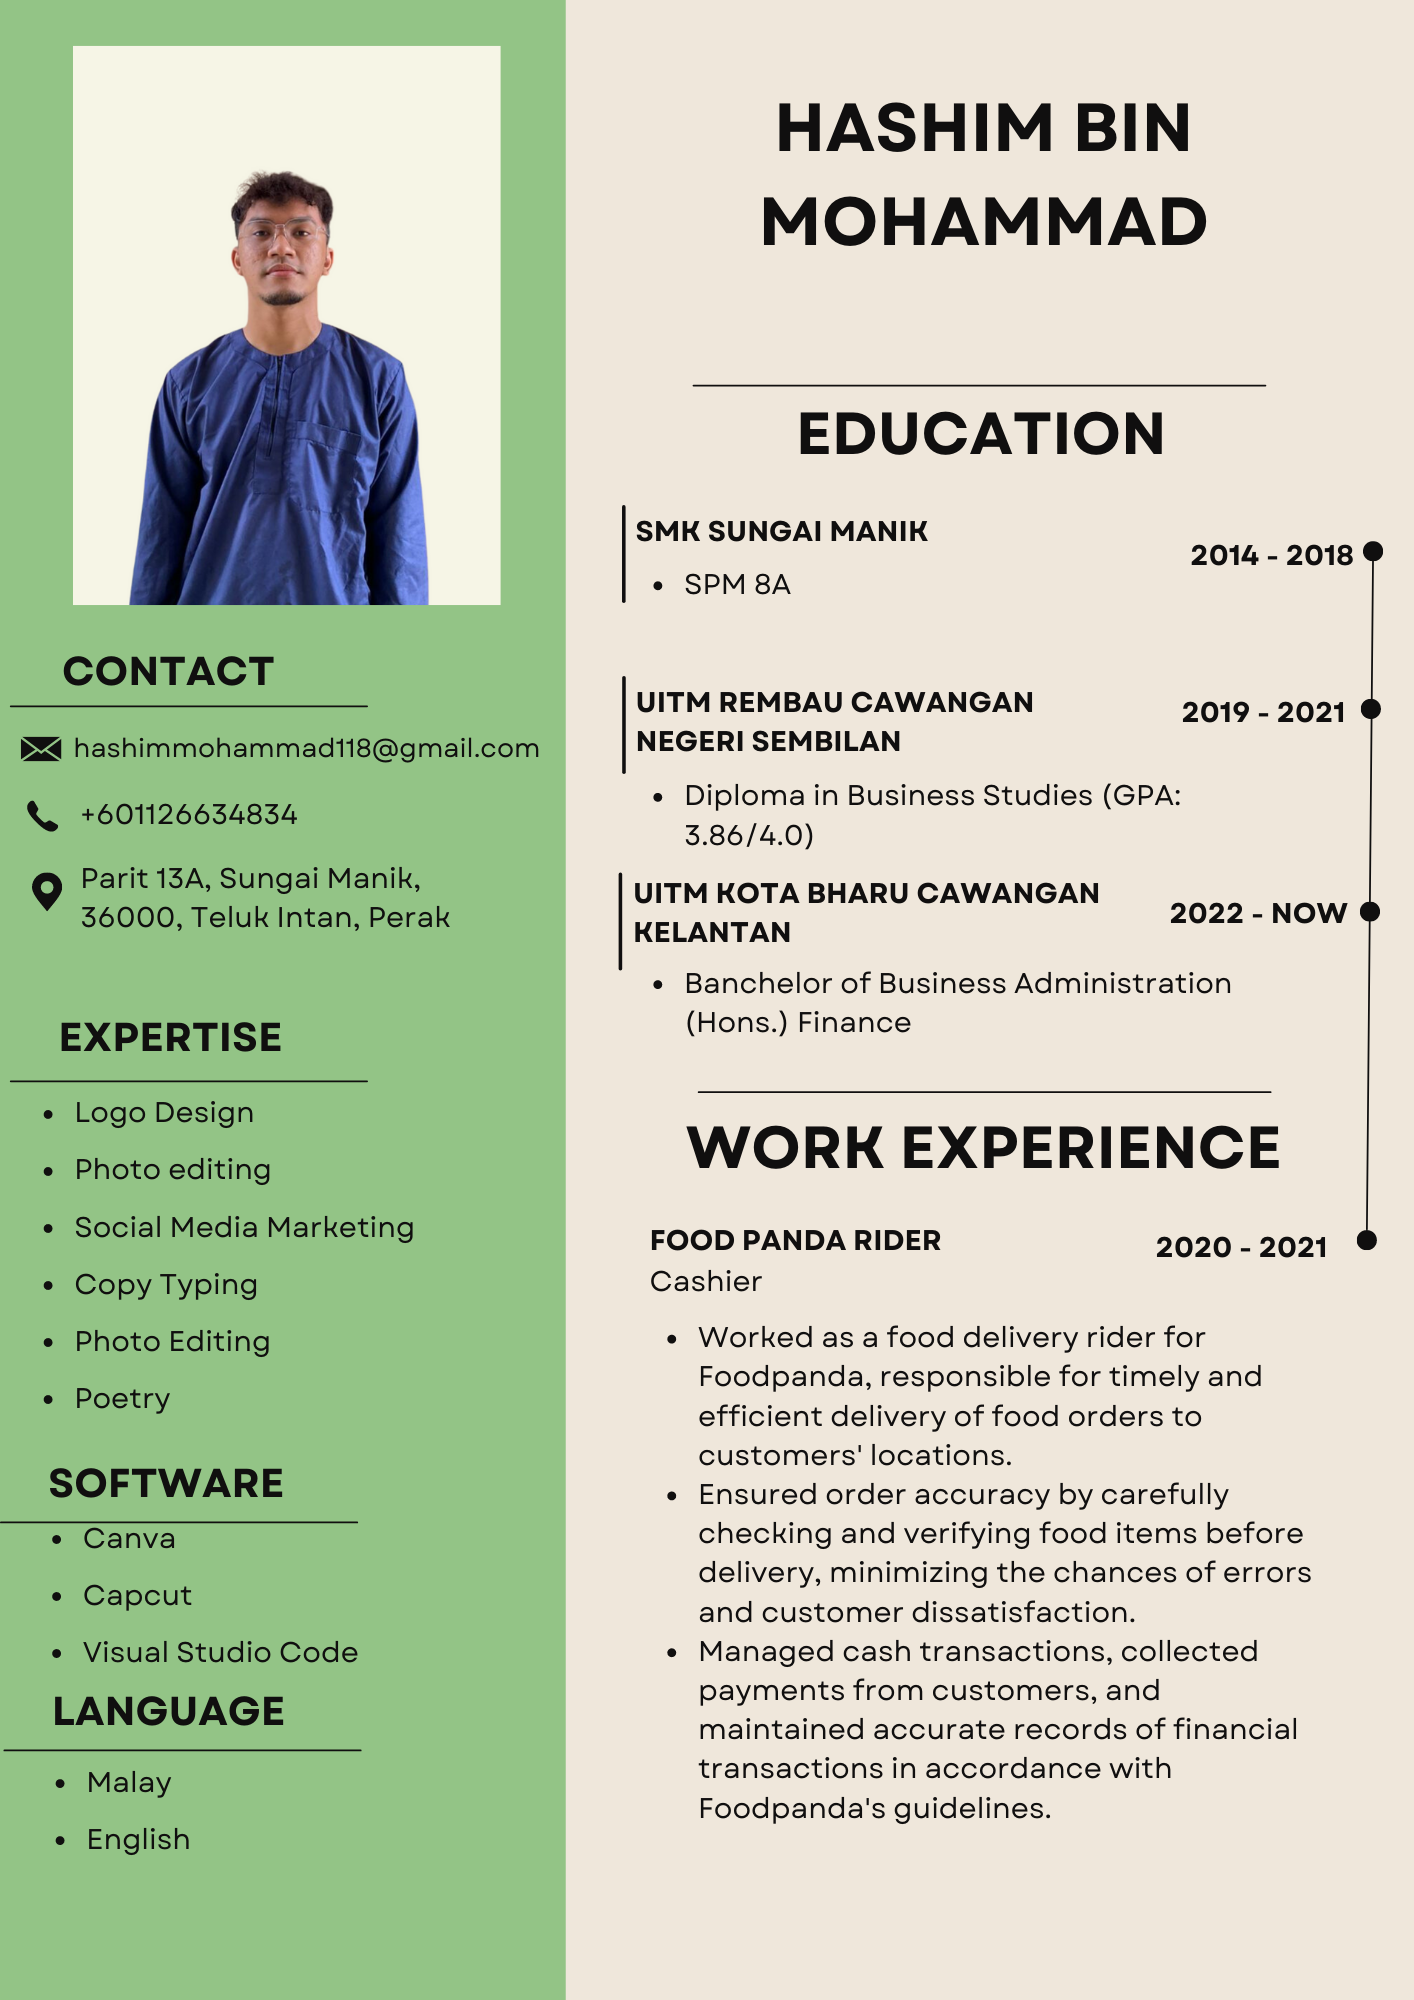 HASHIM BIN
MOHAMMAD
CONTACT
hashimmohammad118@gmail.com
+601126634834
Parit 13A, Sungai Manik,
36000, Teluk Intan, Perak
EXPERTISE
• Logo Design
• Photo editing
• Social Media Marketing
• Copy Typing
• Photo Editing
• Poetry
SOFTWARE
• Canva
• Capcut
• Visual Studio Code
LANGUAGE
• Malay
• English
EDUCATION
SMK SUNGAI MANIK
2014 - 2018
• SPM 8A
UITM REMBAU CAWANGAN
NEGERI SEMBILAN
2019 - 2021
• Diploma in Business Studies (GPA:
3.86/4.0)
UITM KOTA BHARU CAWANGAN
KELANTAN
2022 - NOW
• Banchelor of Business Administration
(Hons.) Finance
WORK EXPERIENCE
FOOD PANDA RIDER
2020 - 2021
Cashier
• Worked as a food delivery rider for
Foodpanda, responsible for timely and
efficient delivery of food orders to
customers' locations.
• Ensured order accuracy by carefully
checking and verifying food items before
delivery, minimizing the chances of errors
and customer dissatisfaction.
• Managed cash transactions, collected
payments from customers, and
maintained accurate records of financial
transactions in accordance with
Foodpanda's guidelines.